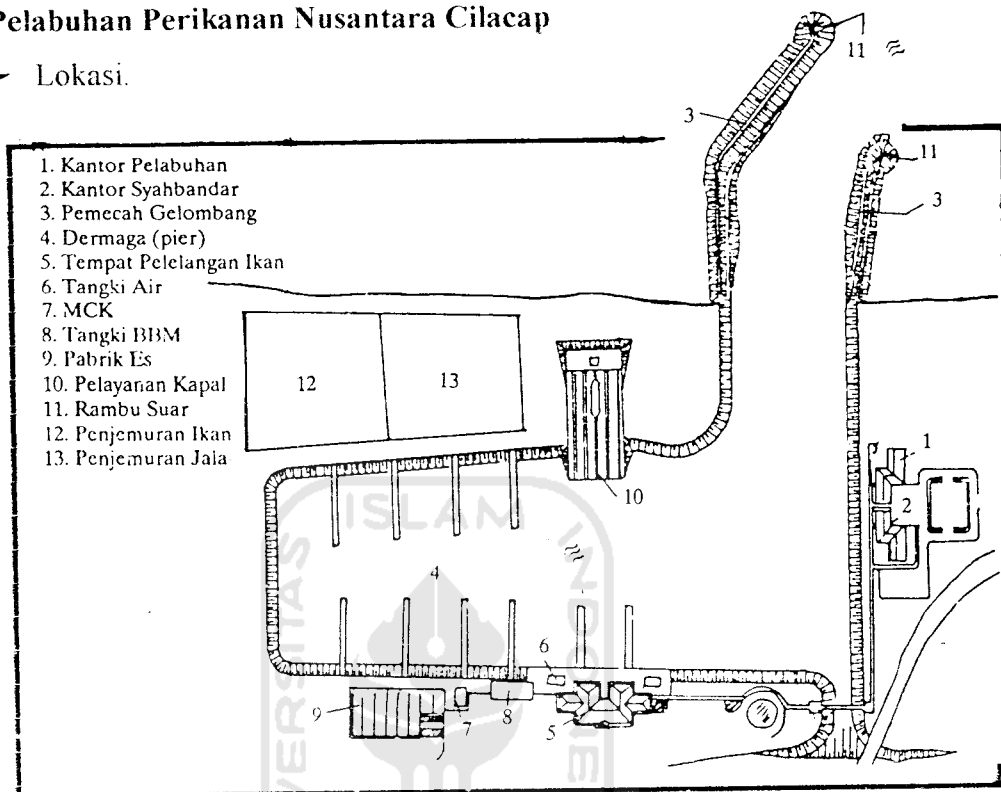 Pelabuhan Perikanan Nusantara Cilacap
Lokasi.
1. Kantor Pelabuhan
2. Kantor Syahbandar
3. Pemecah Gelombang
4. Dermaga (pier)
5. Tempat Pelelangan Ikan
6. Tangki Air
7. MCK
8. Tangki BBM
9. Pabrik Es
10. Pelayanan Kapal
11. Rambu Suar
12. Penjemuran Ikan
13. Penjemuran Jala
11
3
11
3
12
13
1
10
2
4
6
9
7
8
5
ISLAM